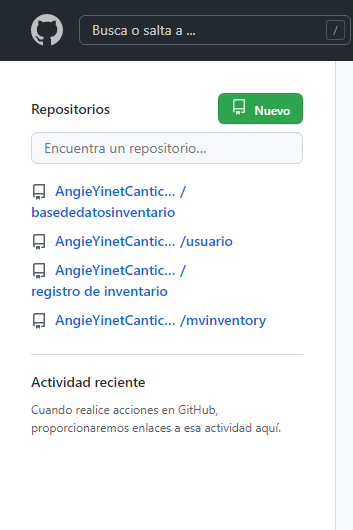 Busca o salta a ...
/
Repositorios
Nuevo
Encuentra un repositorio...
AngieYinetCantic... /
basededatosinventario
AngieYinetCantic... /usuario
AngieYinetCantic... /
registro de inventario
AngieYinetCantic... /mvinventory
Actividad reciente
Cuando realice acciones en GitHub,
proporcionaremos enlaces a esa actividad aquí.